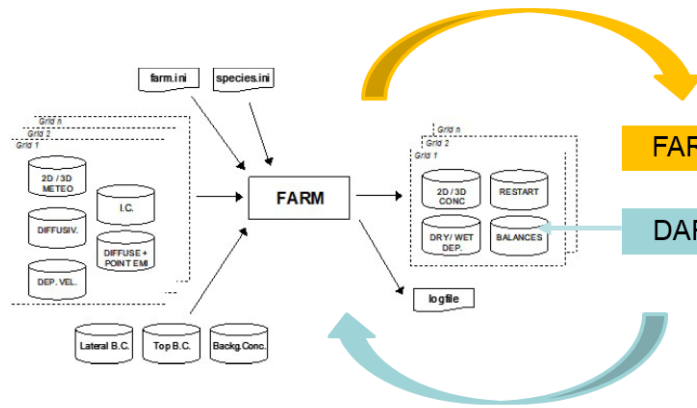 farm.ini
species.ini
Grid n
Grid 2
Grid 1
2D / 3D
METEO
I.C.
DIFFUSIV.
DIFFUSE +
POINT EMI
DEP. VEL.
Lateral B.C.
Top B.C.
Backg.Conc.
FARM
Grid n
Grid 2
Grid 1
2D / 3D
CONC
RESTART
DRY/ WET
DEP.
BALANCES
logfile
FAR